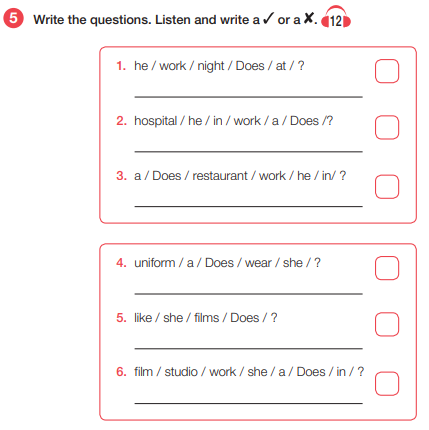 5 Write the questions. Listen and write a ✓ or a ✗. 12
1. he / work / night / Does / at / ?
2. hospital / he / in / work / a / Does /?
3. a / Does / restaurant / work / he / in/ ?
4. uniform / a / Does / wear / she / ?
5. like / she / films / Does / ?
6. film / studio / work / she / a / Does / in / ?